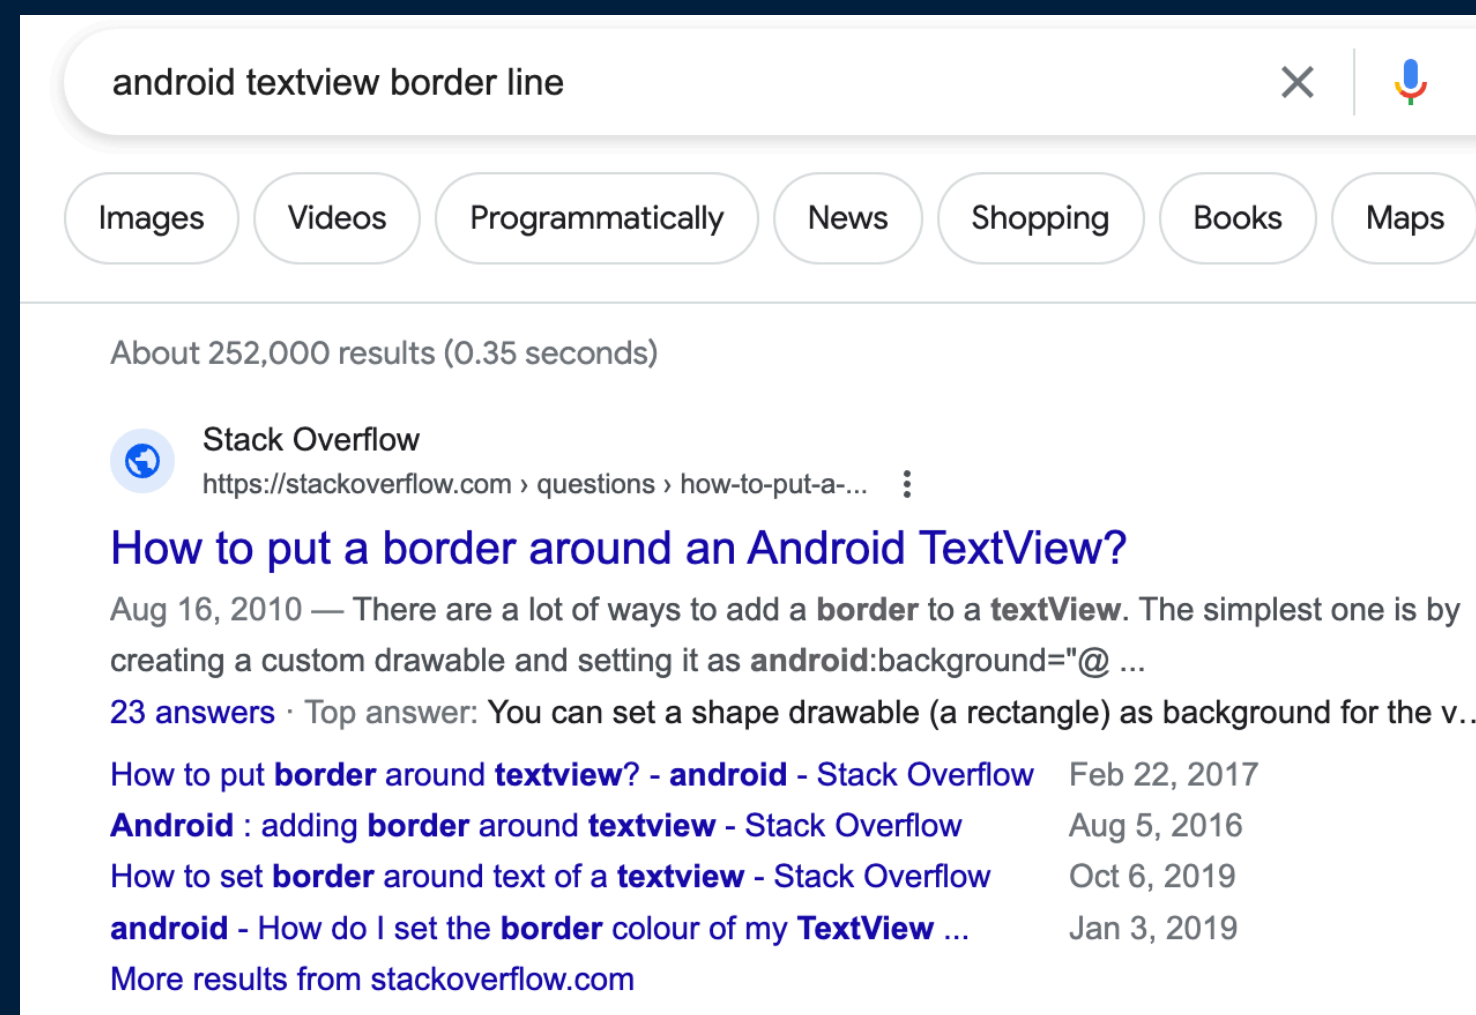 android textview border line
Images Videos Programmatically News Shopping Books Maps
About 252,000 results (0.35 seconds)
Stack Overflow
https://stackoverflow.com › questions › how-to-put-a-...
How to put a border around an Android TextView?
Aug 16, 2010 — There are a lot of ways to add a border to a textView. The simplest one is by
creating a custom drawable and setting it as android:background="@ ...
23 answers · Top answer: You can set a shape drawable (a rectangle) as background for the v...
How to put border around textview? - android - Stack Overflow Feb 22, 2017
Android : adding border around textview - Stack Overflow Aug 5, 2016
How to set border around text of a textview - Stack Overflow Oct 6, 2019
android - How do I set the border colour of my TextView ... Jan 3, 2019
More results from stackoverflow.com